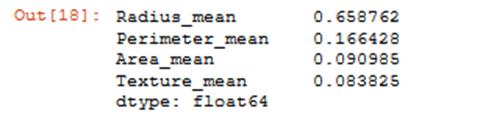 Out[18]: Radius_mean 0.658762
Perimeter_mean 0.166428
Area_mean 0.090985
Texture_mean 0.083825
dtype: float64